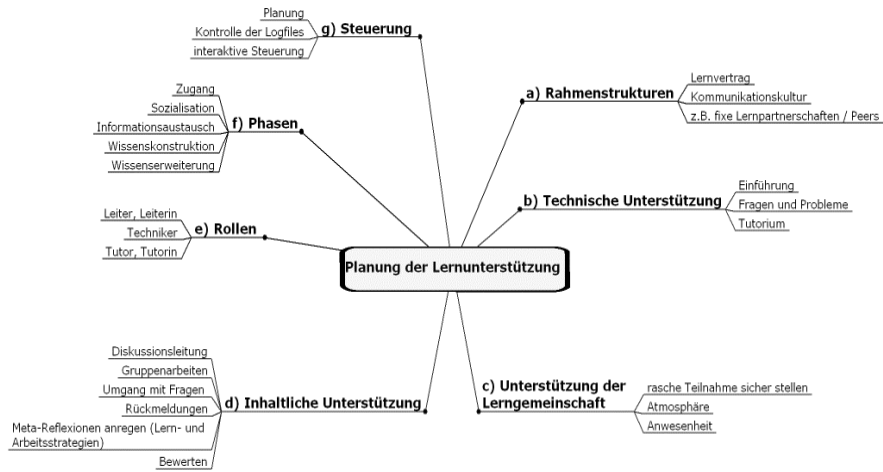 Planung
Kontrolle der Logfiles
interaktive Steuerung
g) Steuerung
Zugang
Sozialisation
Informationsaustausch
Wissenskonstruktion
Wissenserweiterung
f) Phasen
Leiter, Leiterin
Techniker
Tutor, Tutorin
e) Rollen
Planung der Lernunterstützung
a) Rahmenstrukturen
Lernvertrag
Kommunikationskultur
z.B. fixe Lernpartnerschaften / Peers
b) Technische Unterstützung
Einführung
Fragen und Probleme
Tutorium
c) Unterstützung der
Lerngemeinschaft
rasche Teilnahme sicher stellen
Atmosphäre
Anwesenheit
Diskussionsleitung
Gruppenarbeiten
Umgang mit Fragen
Rückmeldungen
Meta-Reflexionen anregen (Lern- und
Arbeitsstrategien)
Bewerten
d) Inhaltliche Unterstützung